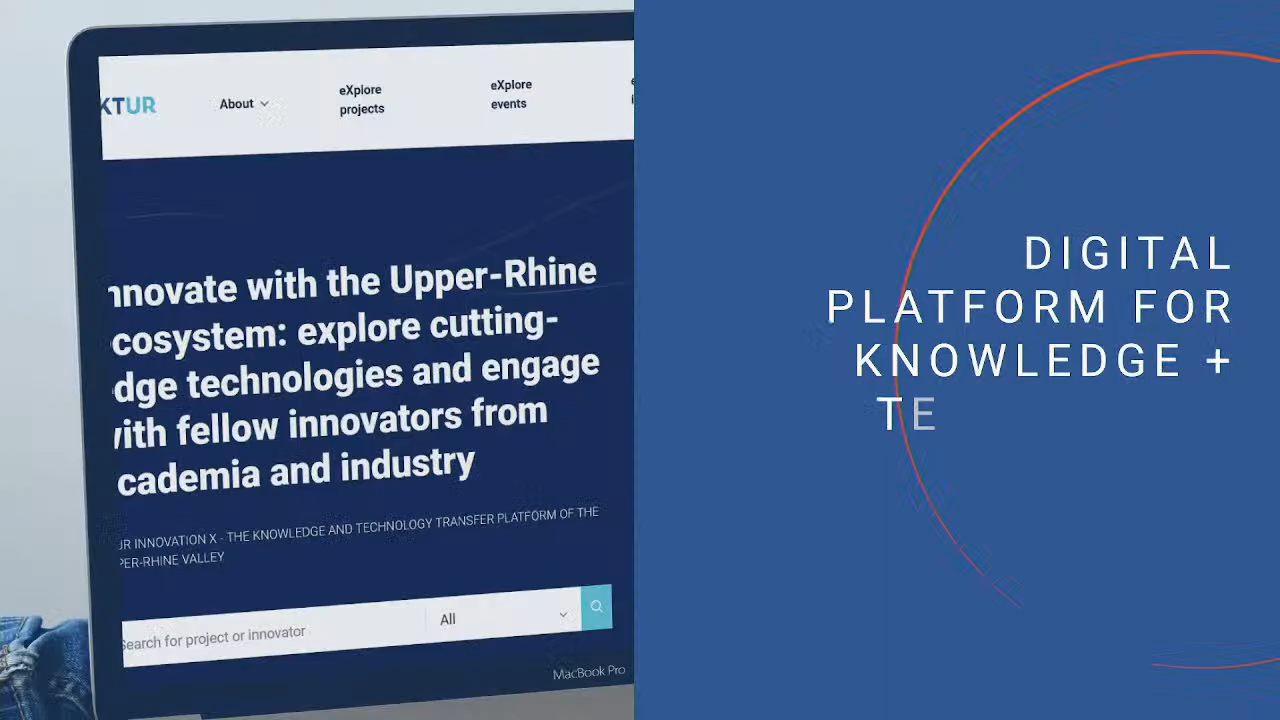 KTUR
About
eXplore
projects
eXplore
events
nnovate with the Upper-Rhine
cosystem: explore cutting-
dge technologies and engage
with fellow innovators from
cademia and industry
UR INNOVATION X - THE KNOWLEDGE AND TECHNOLOGY TRANSFER PLATFORM OF THE
PER-RHINE VALLEY
Search for project or innovator
All
MacBook Pro
DIGITAL
PLATFORM FOR
KNOWLEDGE +
TE